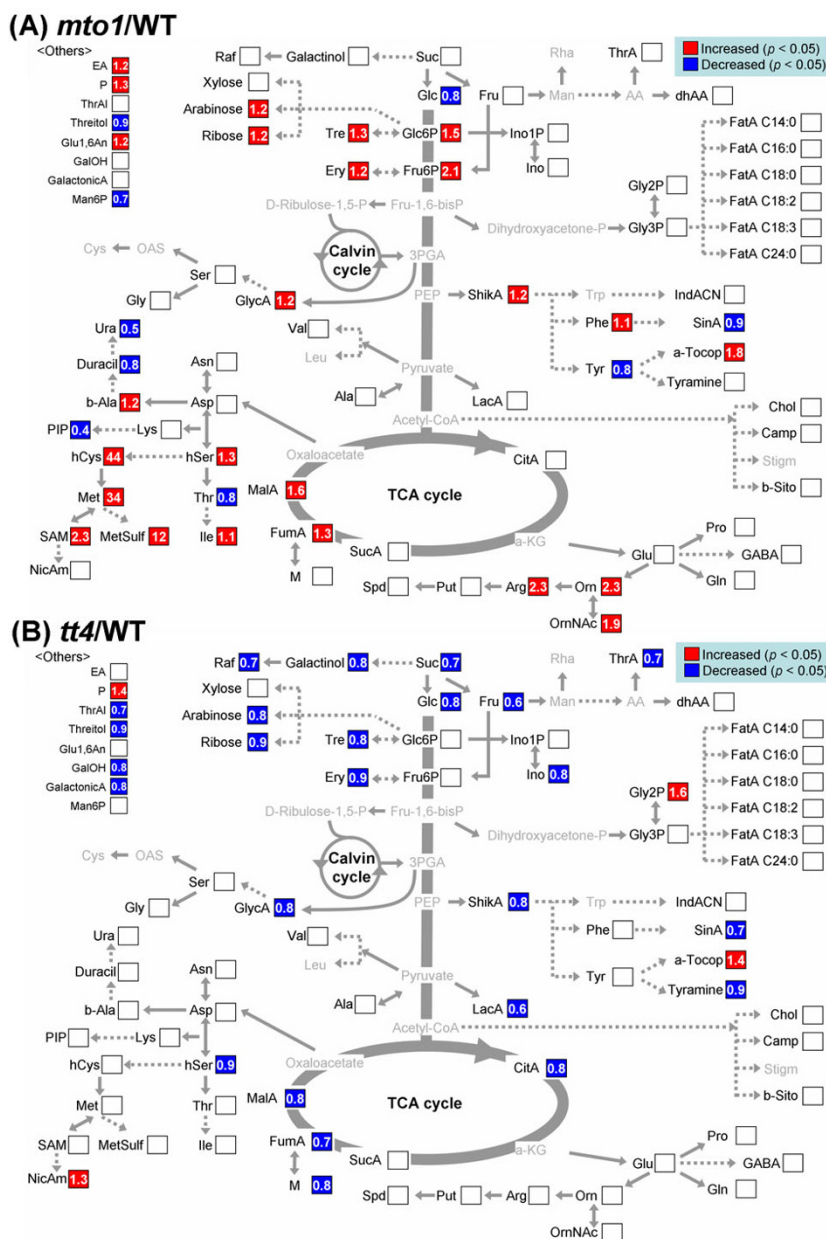 (A) mto1/WT
<Others>
EA 1.2
P 1.3
ThrAl
Threitol 0.9
Glu1,6An 1.2
GalOH
GalactonicA
Man6P 0.7
Increased (p < 0.05)
Decreased (p < 0.05)
Raf Galactinol Suc Rha ThrA
Xylose Glc 0.8 Fru Man AA dhAA
Arabinose 1.2
Ribose 1.2 Tre 1.3 Glc6P 1.5 Ino1P
Ery 1.2 Fru6P 2.1 Ino
FatA C14:0
FatA C16:0
FatA C18:0
FatA C18:2
FatA C18:3
FatA C24:0
Gly2P
D-Ribulose-1,5-P Fru-1,6-bisP Dihydroxyacetone-P Gly3P
Calvin cycle 3PGA
Cys OAS
Ser
Gly GlycA 1.2
PEP ShikA 1.2 Trp IndACN
Phe 1.1 SinA 0.9
Tyr 0.8 a-Tocop 1.8
Tyramine
Ura 0.5 Val
Duracil 0.8 Asn Leu
Pyruvate
b-Ala 1.2 Asp Ala LacA
PIP 0.4 Lys Acetyl-CoA
Chol
Camp
Stigm
b-Sito
hCys 44 hSer 1.3 Oxaloacetate CitA
Met 34 Thr 0.8 MalA 1.6 TCA cycle
SAM 2.3 MetSulf 12 Ile 1.1 FumA 1.3 SucA a-KG
NicAm M
Glu Pro
GABA
Gln
Spd Put Arg 2.3 Orn 2.3
OrnNAc 1.9
(B) tt4/WT
<Others>
EA
P 1.4
ThrAl 0.7
Threitol 0.9
Glu1,6An
GalOH 0.8
GalactonicA 0.8
Man6P
Increased (p < 0.05)
Decreased (p < 0.05)
Raf 0.7 Galactinol 0.8 Suc 0.7 Rha ThrA 0.7
Xylose Glc 0.8 Fru 0.6 Man AA dhAA
Arabinose 0.8
Ribose 0.9 Tre 0.8 Glc6P Ino1P
Ery 0.9 Fru6P Ino 0.8
FatA C14:0
FatA C16:0
FatA C18:0
FatA C18:2
FatA C18:3
FatA C24:0
Gly2P 1.6
D-Ribulose-1,5-P Fru-1,6-bisP Dihydroxyacetone-P Gly3P
Calvin cycle 3PGA
Cys OAS
Ser
Gly GlycA 0.8
PEP ShikA 0.8 Trp IndACN
Phe SinA 0.7
Tyr a-Tocop 1.4
Tyramine 0.9
Ura Val
Duracil Asn Leu
Pyruvate
b-Ala Asp Ala LacA 0.6
PIP Lys Acetyl-CoA
Chol
Camp
Stigm
b-Sito
hCys hSer 0.9 Oxaloacetate CitA 0.8
Met Thr MalA 0.8 TCA cycle
SAM MetSulf Ile FumA 0.7 SucA a-KG
NicAm 1.3 M 0.8
Glu Pro
GABA
Gln
Spd Put Arg Orn
OrnNAc